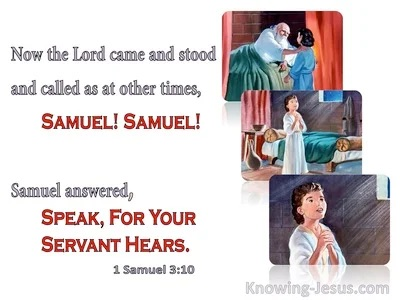 Now the Lord came and stood
and called as at other times,
SAMUEL! SAMUEL!
Samuel answered,
SPEAK, FOR YOUR
SERVANT HEARS.
1 Samuel 3:10
Knowing-Jesus.com